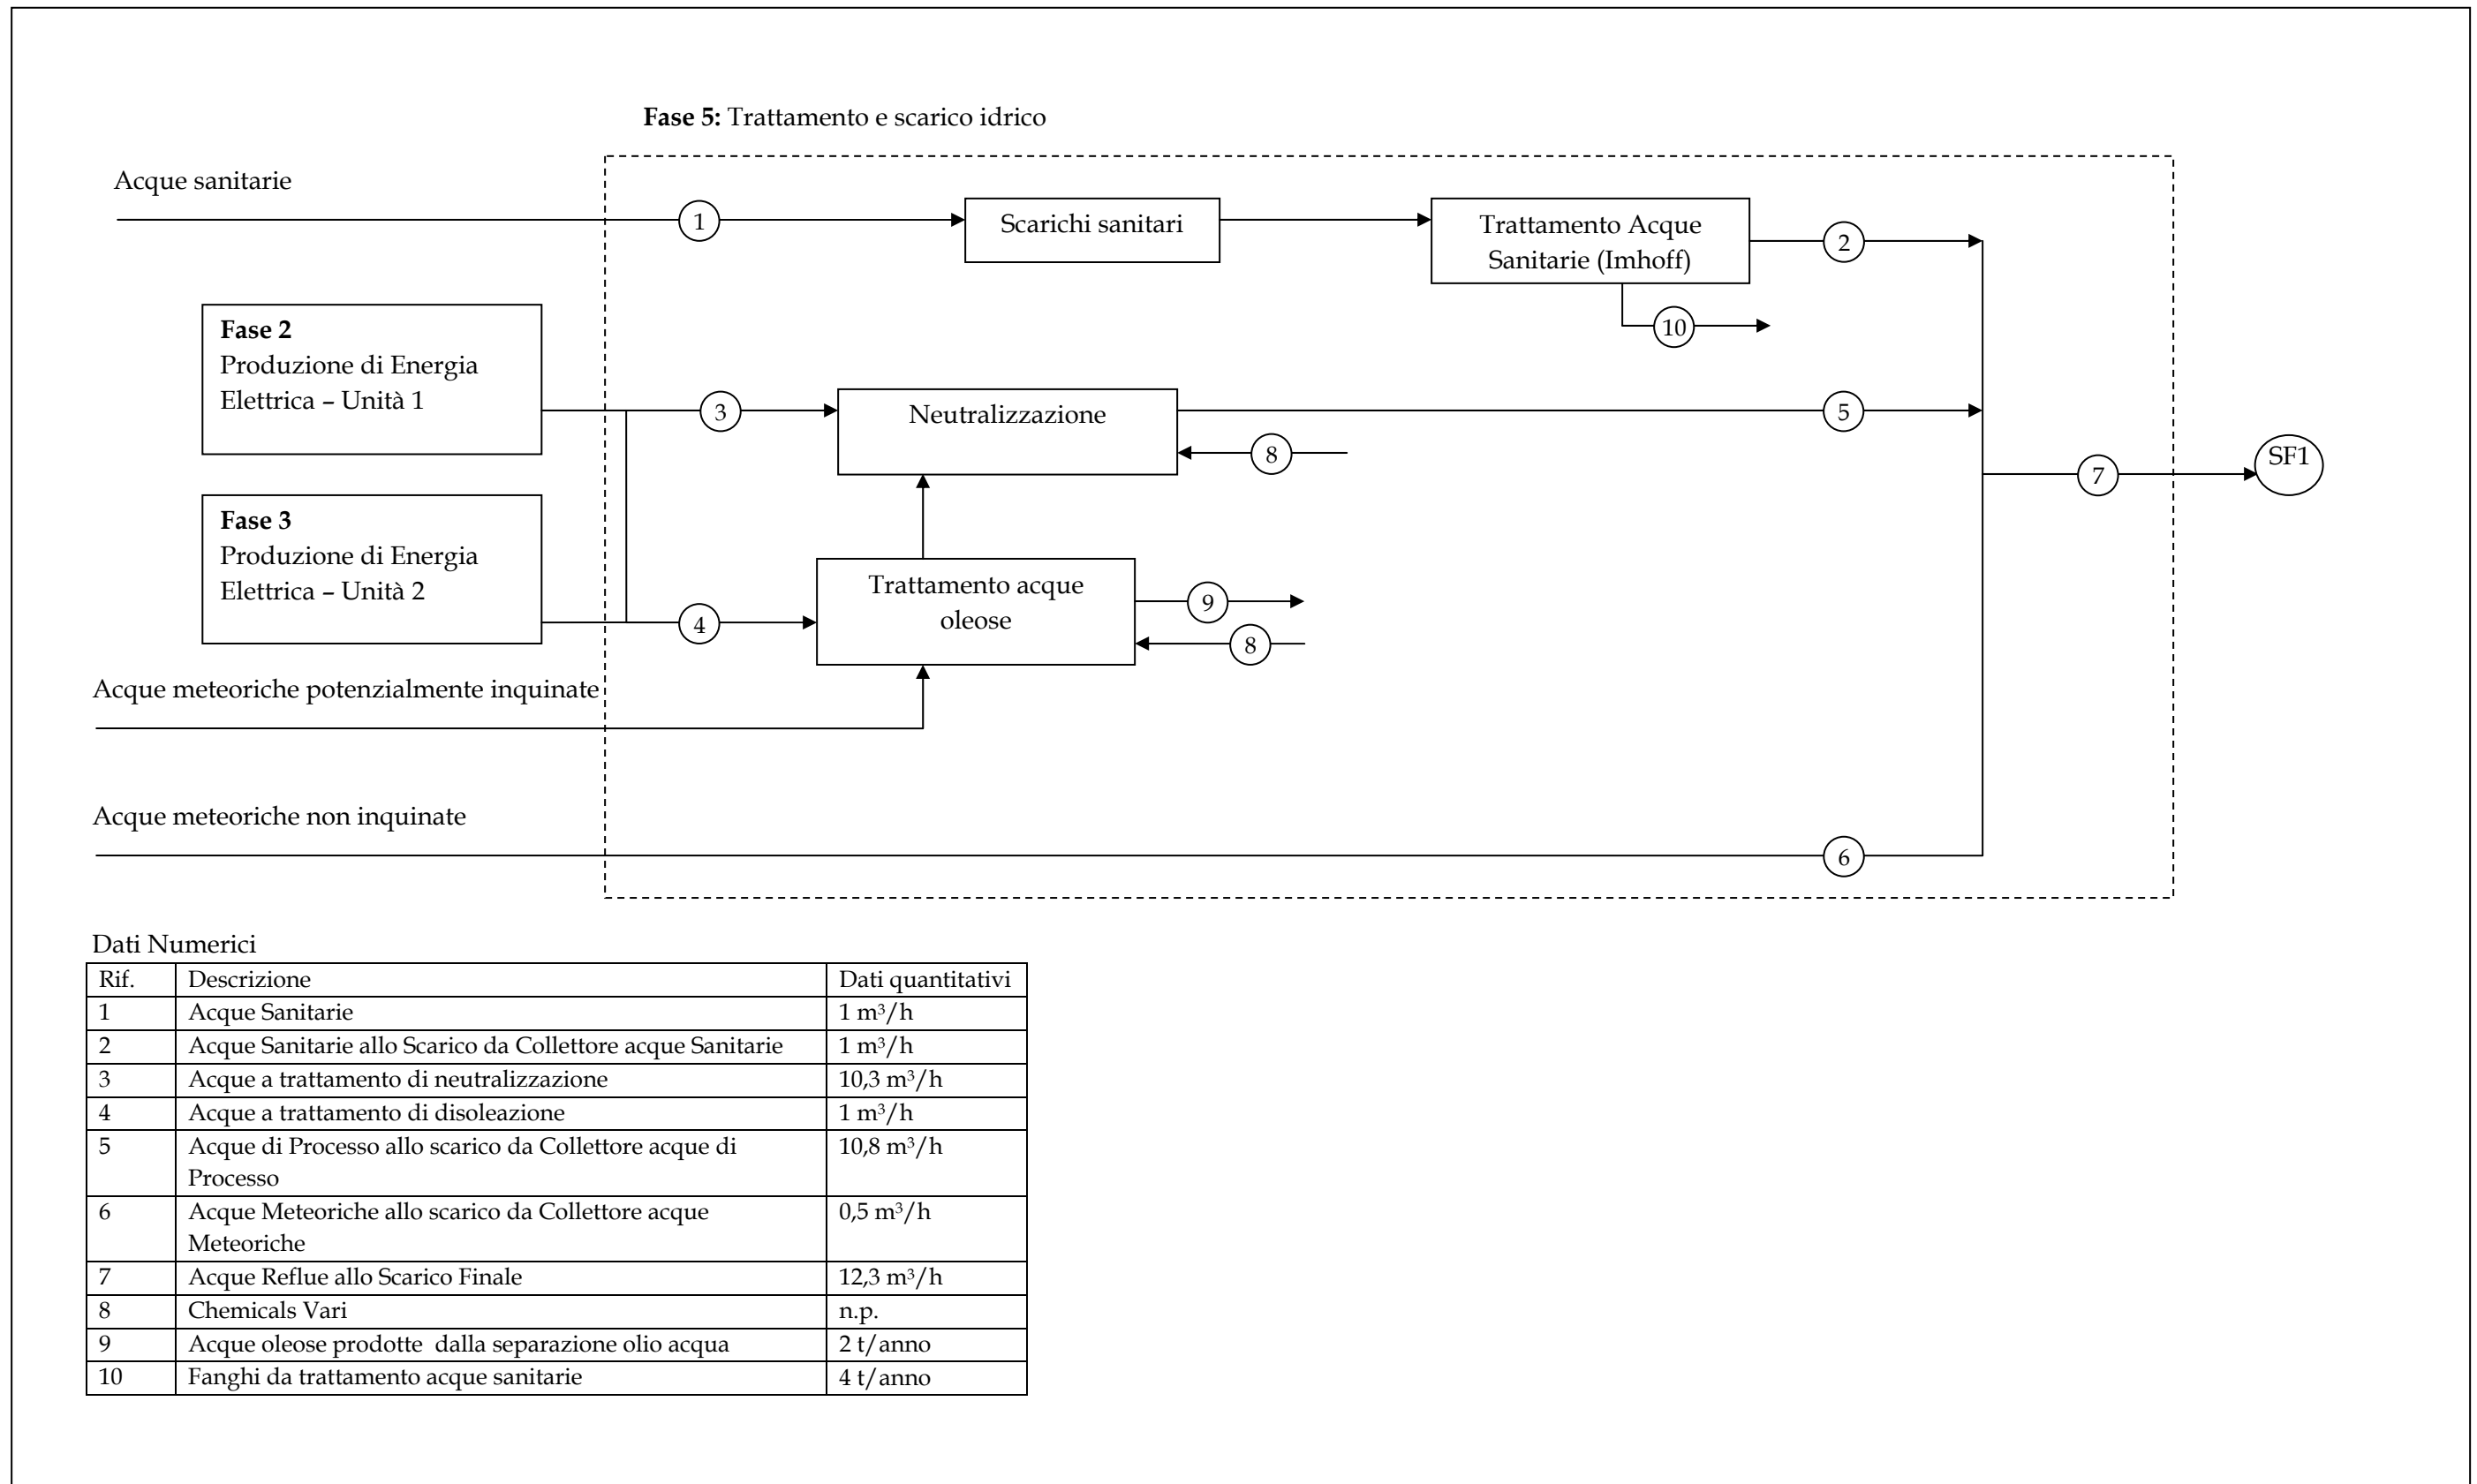 Fase 5: Trattamento e scarico idrico
Acque sanitarie
1
Scarichi sanitari
Trattamento Acque
Sanitarie (Imhoff)
2
10
Fase 2
Produzione di Energia
Elettrica – Unità 1
3
Neutralizzazione
5
8
7
SF1
Fase 3
Produzione di Energia
Elettrica – Unità 2
4
Trattamento acque
oleose
9
8
Acque meteoriche potenzialmente inquinate
Acque meteoriche non inquinate
6
Dati Numerici
Rif. Descrizione Dati quantitativi
1 Acque Sanitarie 1 m³/h
2 Acque Sanitarie allo Scarico da Collettore acque Sanitarie 1 m³/h
3 Acque a trattamento di neutralizzazione 10,3 m³/h
4 Acque a trattamento di disoleazione 1 m³/h
5 Acque di Processo allo scarico da Collettore acque di 10,8 m³/h
Processo
6 Acque Meteoriche allo scarico da Collettore acque 0,5 m³/h
Meteoriche
7 Acque Reflue allo Scarico Finale 12,3 m³/h
8 Chemicals Vari n.p.
9 Acque oleose prodotte dalla separazione olio acqua 2 t/anno
10 Fanghi da trattamento acque sanitarie 4 t/anno